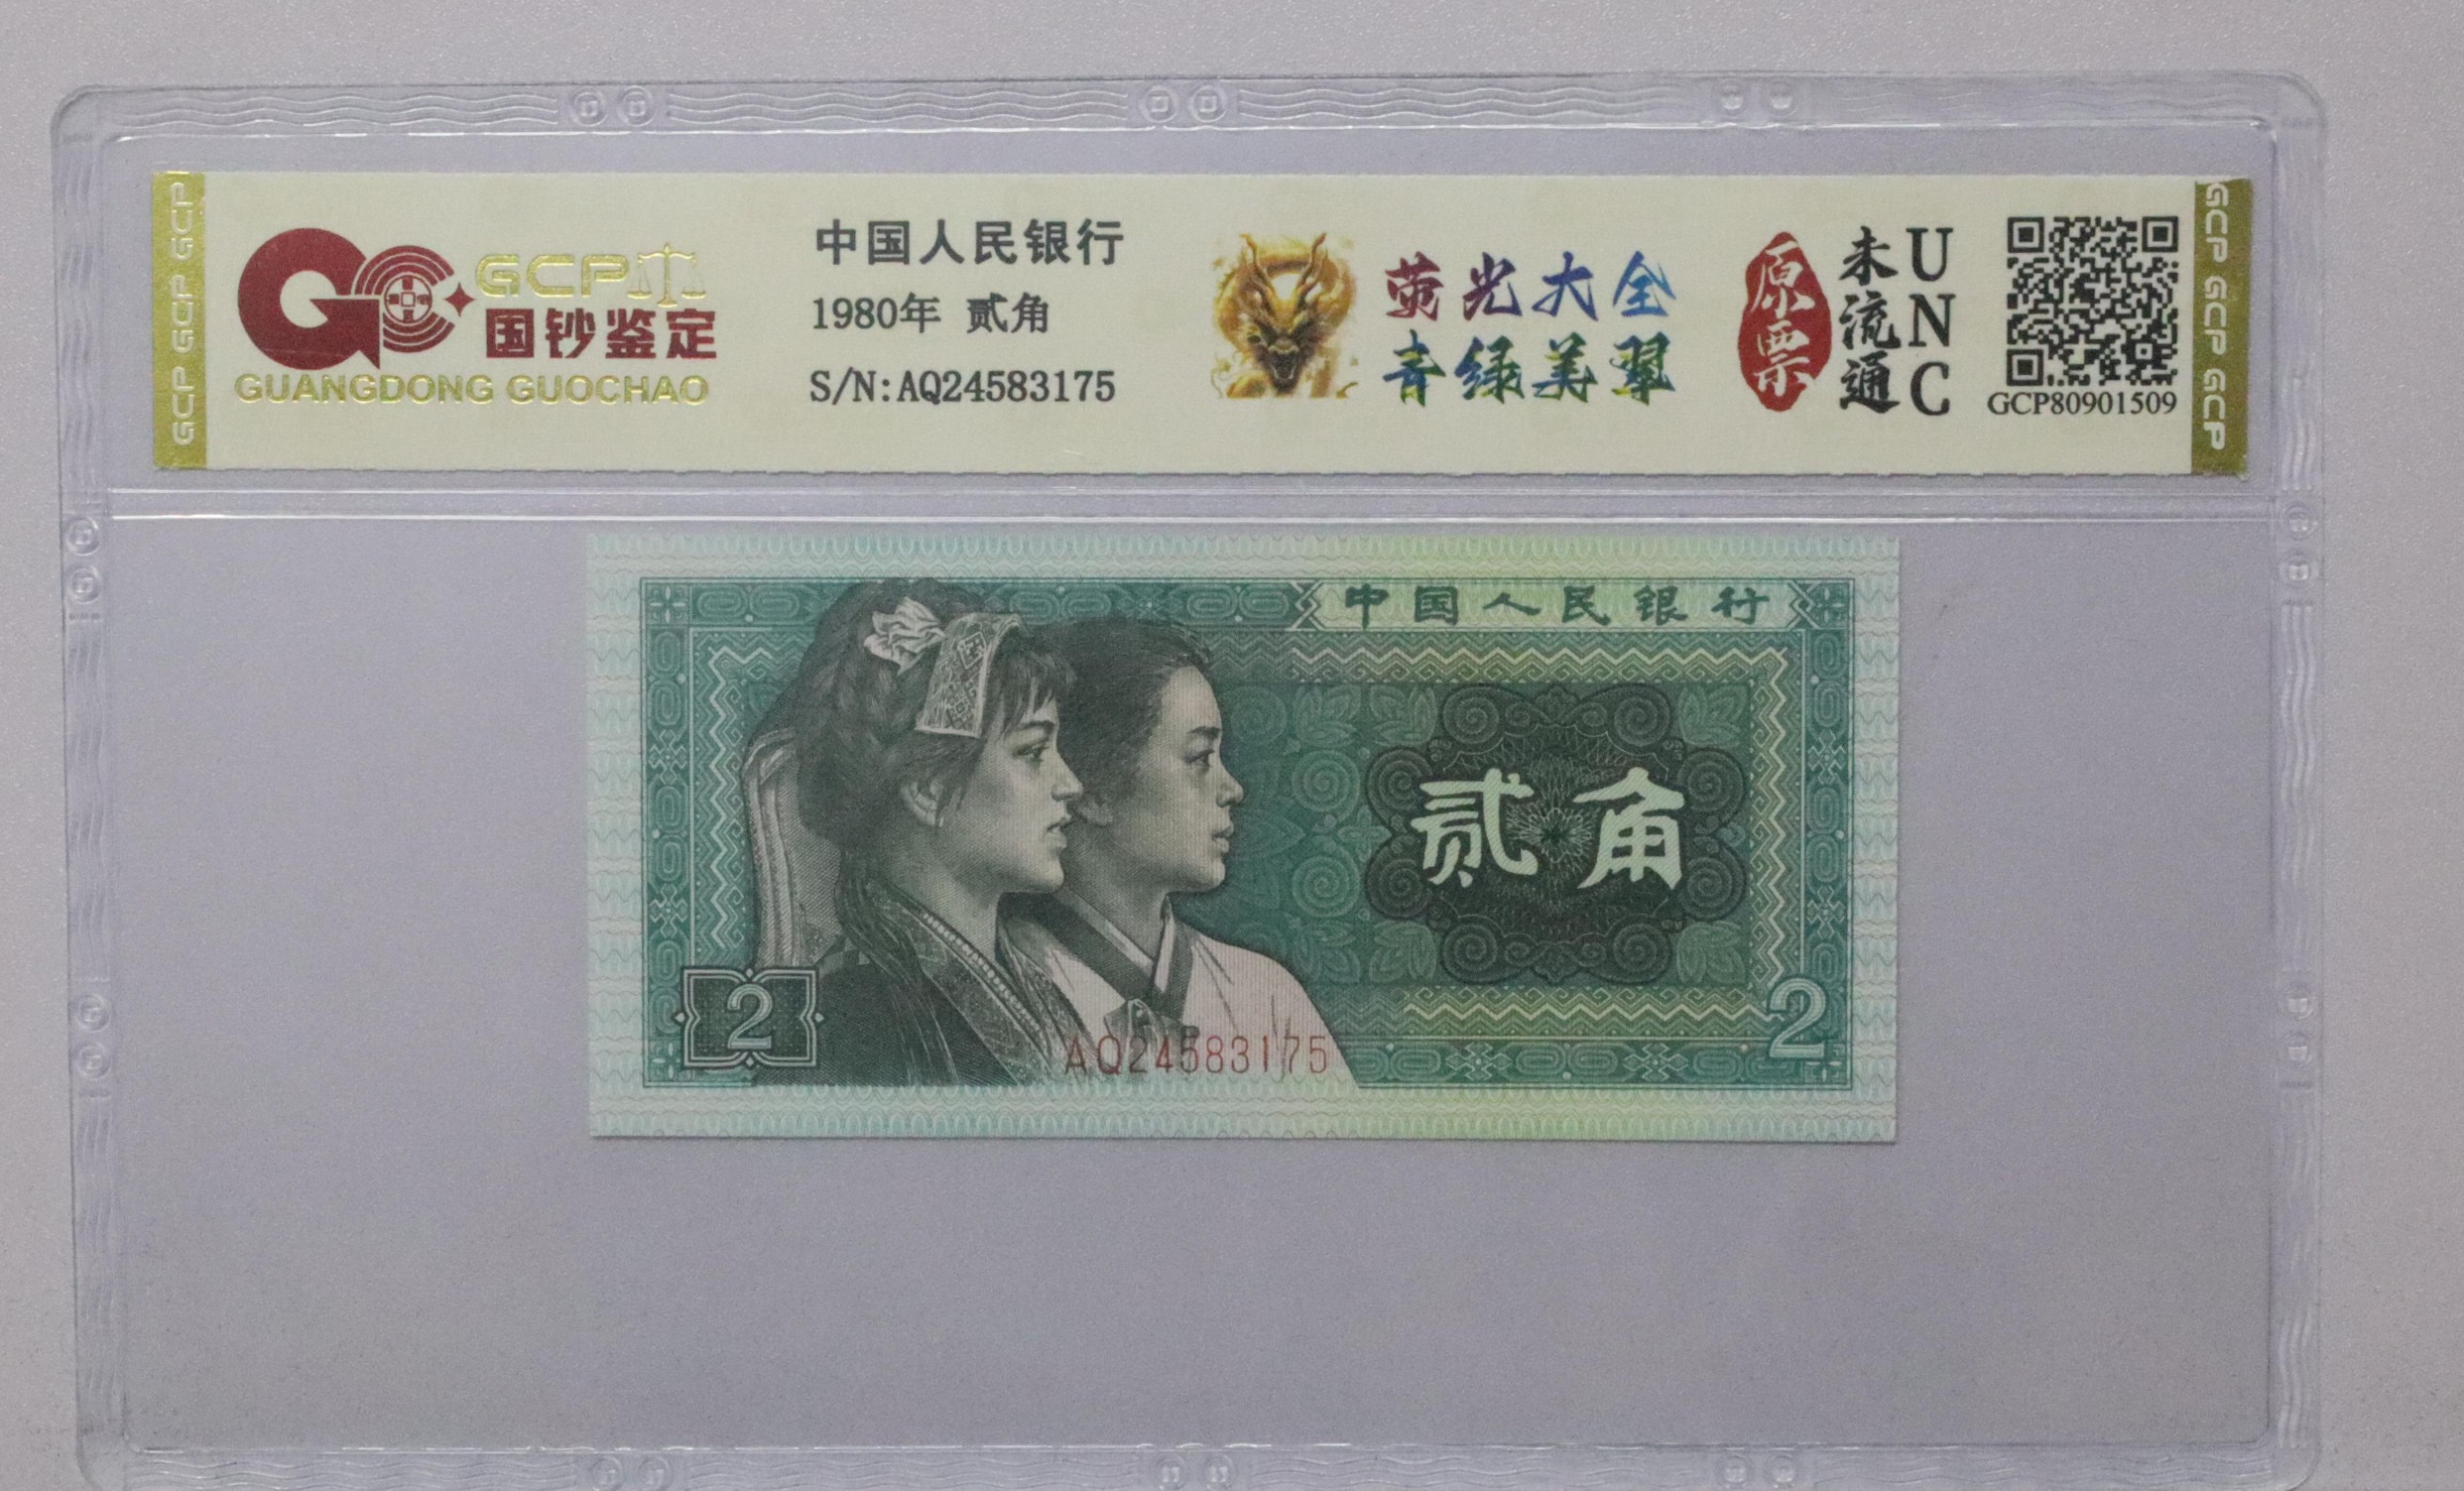 GCP GCP GCP
GCP
国钞鉴定
GUANGDONG GUOCHAO
中国人民银行
1980年 贰角
S/N:AQ24583175
荧光大全
青绿美翠
原票
未流通
UNC
GCP80901509
GCP GCP GCP
中国人民银行
贰角
2
AQ24583175
2